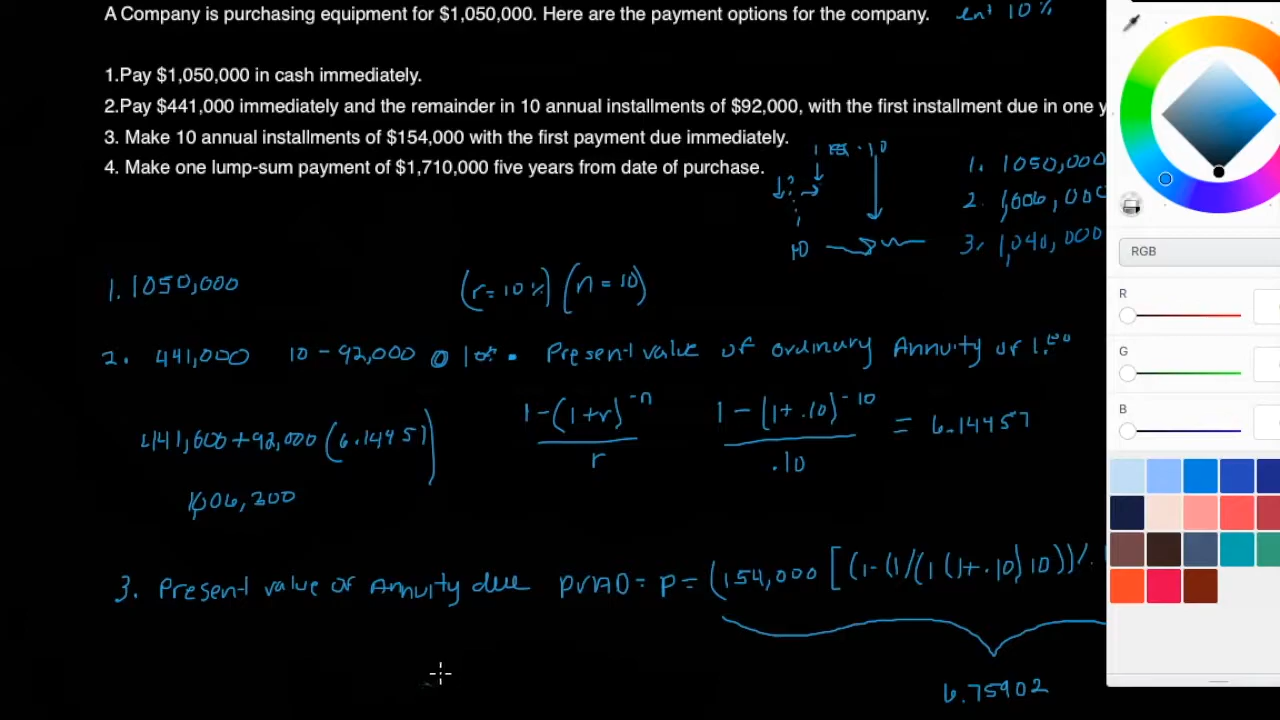 A Company is purchasing equipment for $1,050,000. Here are the payment options for the company. int 10%
1.Pay $1,050,000 in cash immediately.
2.Pay $441,000 immediately and the remainder in 10 annual installments of $92,000, with the first installment due in one y
3. Make 10 annual installments of $154,000 with the first payment due immediately.
4. Make one lump-sum payment of $1,710,000 five years from date of purchase.
1. 1050,000
2. 1,006,000
3. 1,040,000
10
1. 1050,000 (r=10%) (n=10)
2. 441,000 10-92,000 @ Present value of ordinary Annuity of 1.00
1-(1+r)^-n
r
1-(1+.10)^-10
.10
= 6.14457
441,000+92,000(6.14457)
1,006,300
3. Present value of Annuity due PVAD = P = (154,000 [(1-(1/(1(1+.10)10))/.
6.75902
RGB
R
G
B